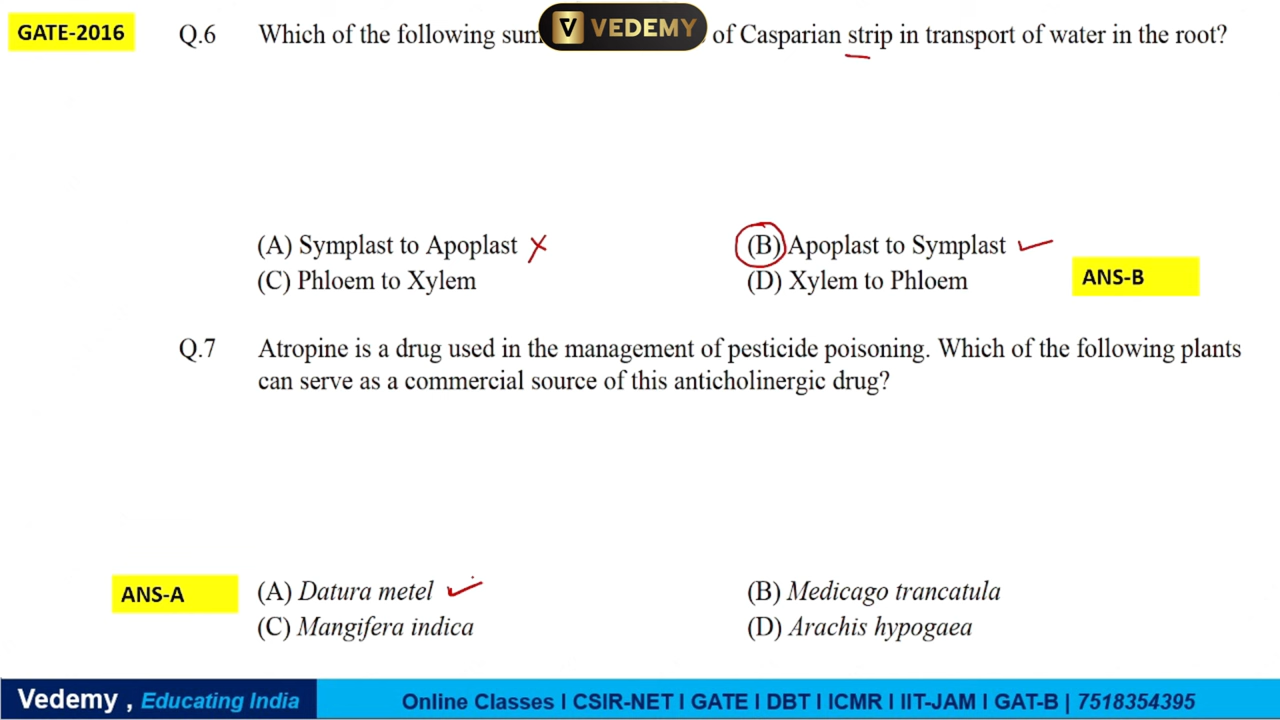 GATE-2016
Q.6 Which of the following sum VEDEMY of Casparian strip in transport of water in the root?
(A) Symplast to Apoplast
(B) Apoplast to Symplast
(C) Phloem to Xylem
(D) Xylem to Phloem
ANS-B
Q.7 Atropine is a drug used in the management of pesticide poisoning. Which of the following plants
can serve as a commercial source of this anticholinergic drug?
ANS-A
(A) Datura metel
(B) Medicago trancatula
(C) Mangifera indica
(D) Arachis hypogaea
Vedemy , Educating India
Online Classes I CSIR-NET I GATE I DBT I ICMR I IIT-JAM I GAT-B | 7518354395